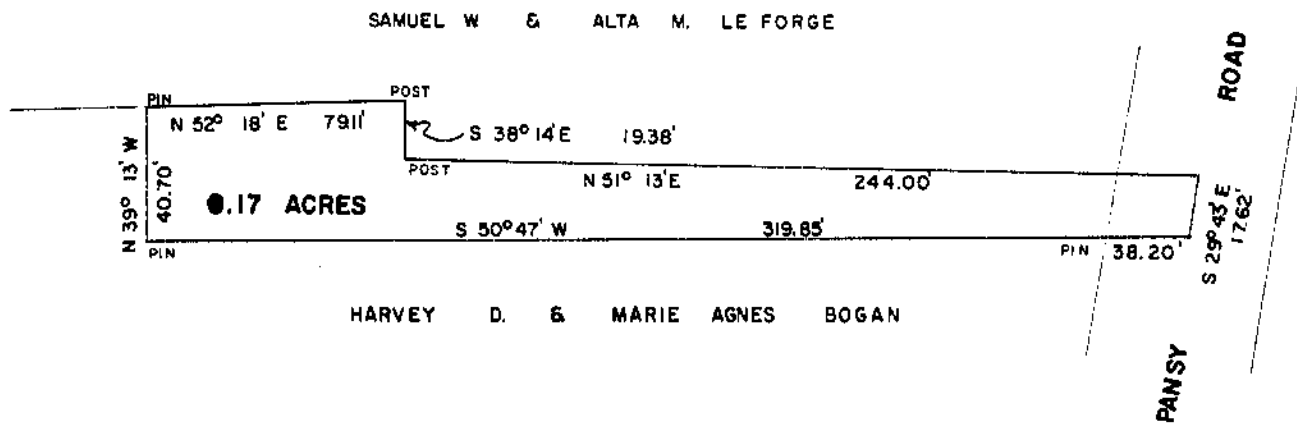 SAMUEL W & ALTA M. LE FORGE
ROAD
PIN
POST
N 52° 18' E 79.11'
S 38° 14' E 19.38'
POST
N 51° 13' E 244.00'
N 39° 13' W
40.70'
0.17 ACRES
S 50° 47' W 319.85'
S 29° 43' E
17.62'
PIN
PIN 38.20'
HARVEY D. & MARIE AGNES BOGAN
PANSY